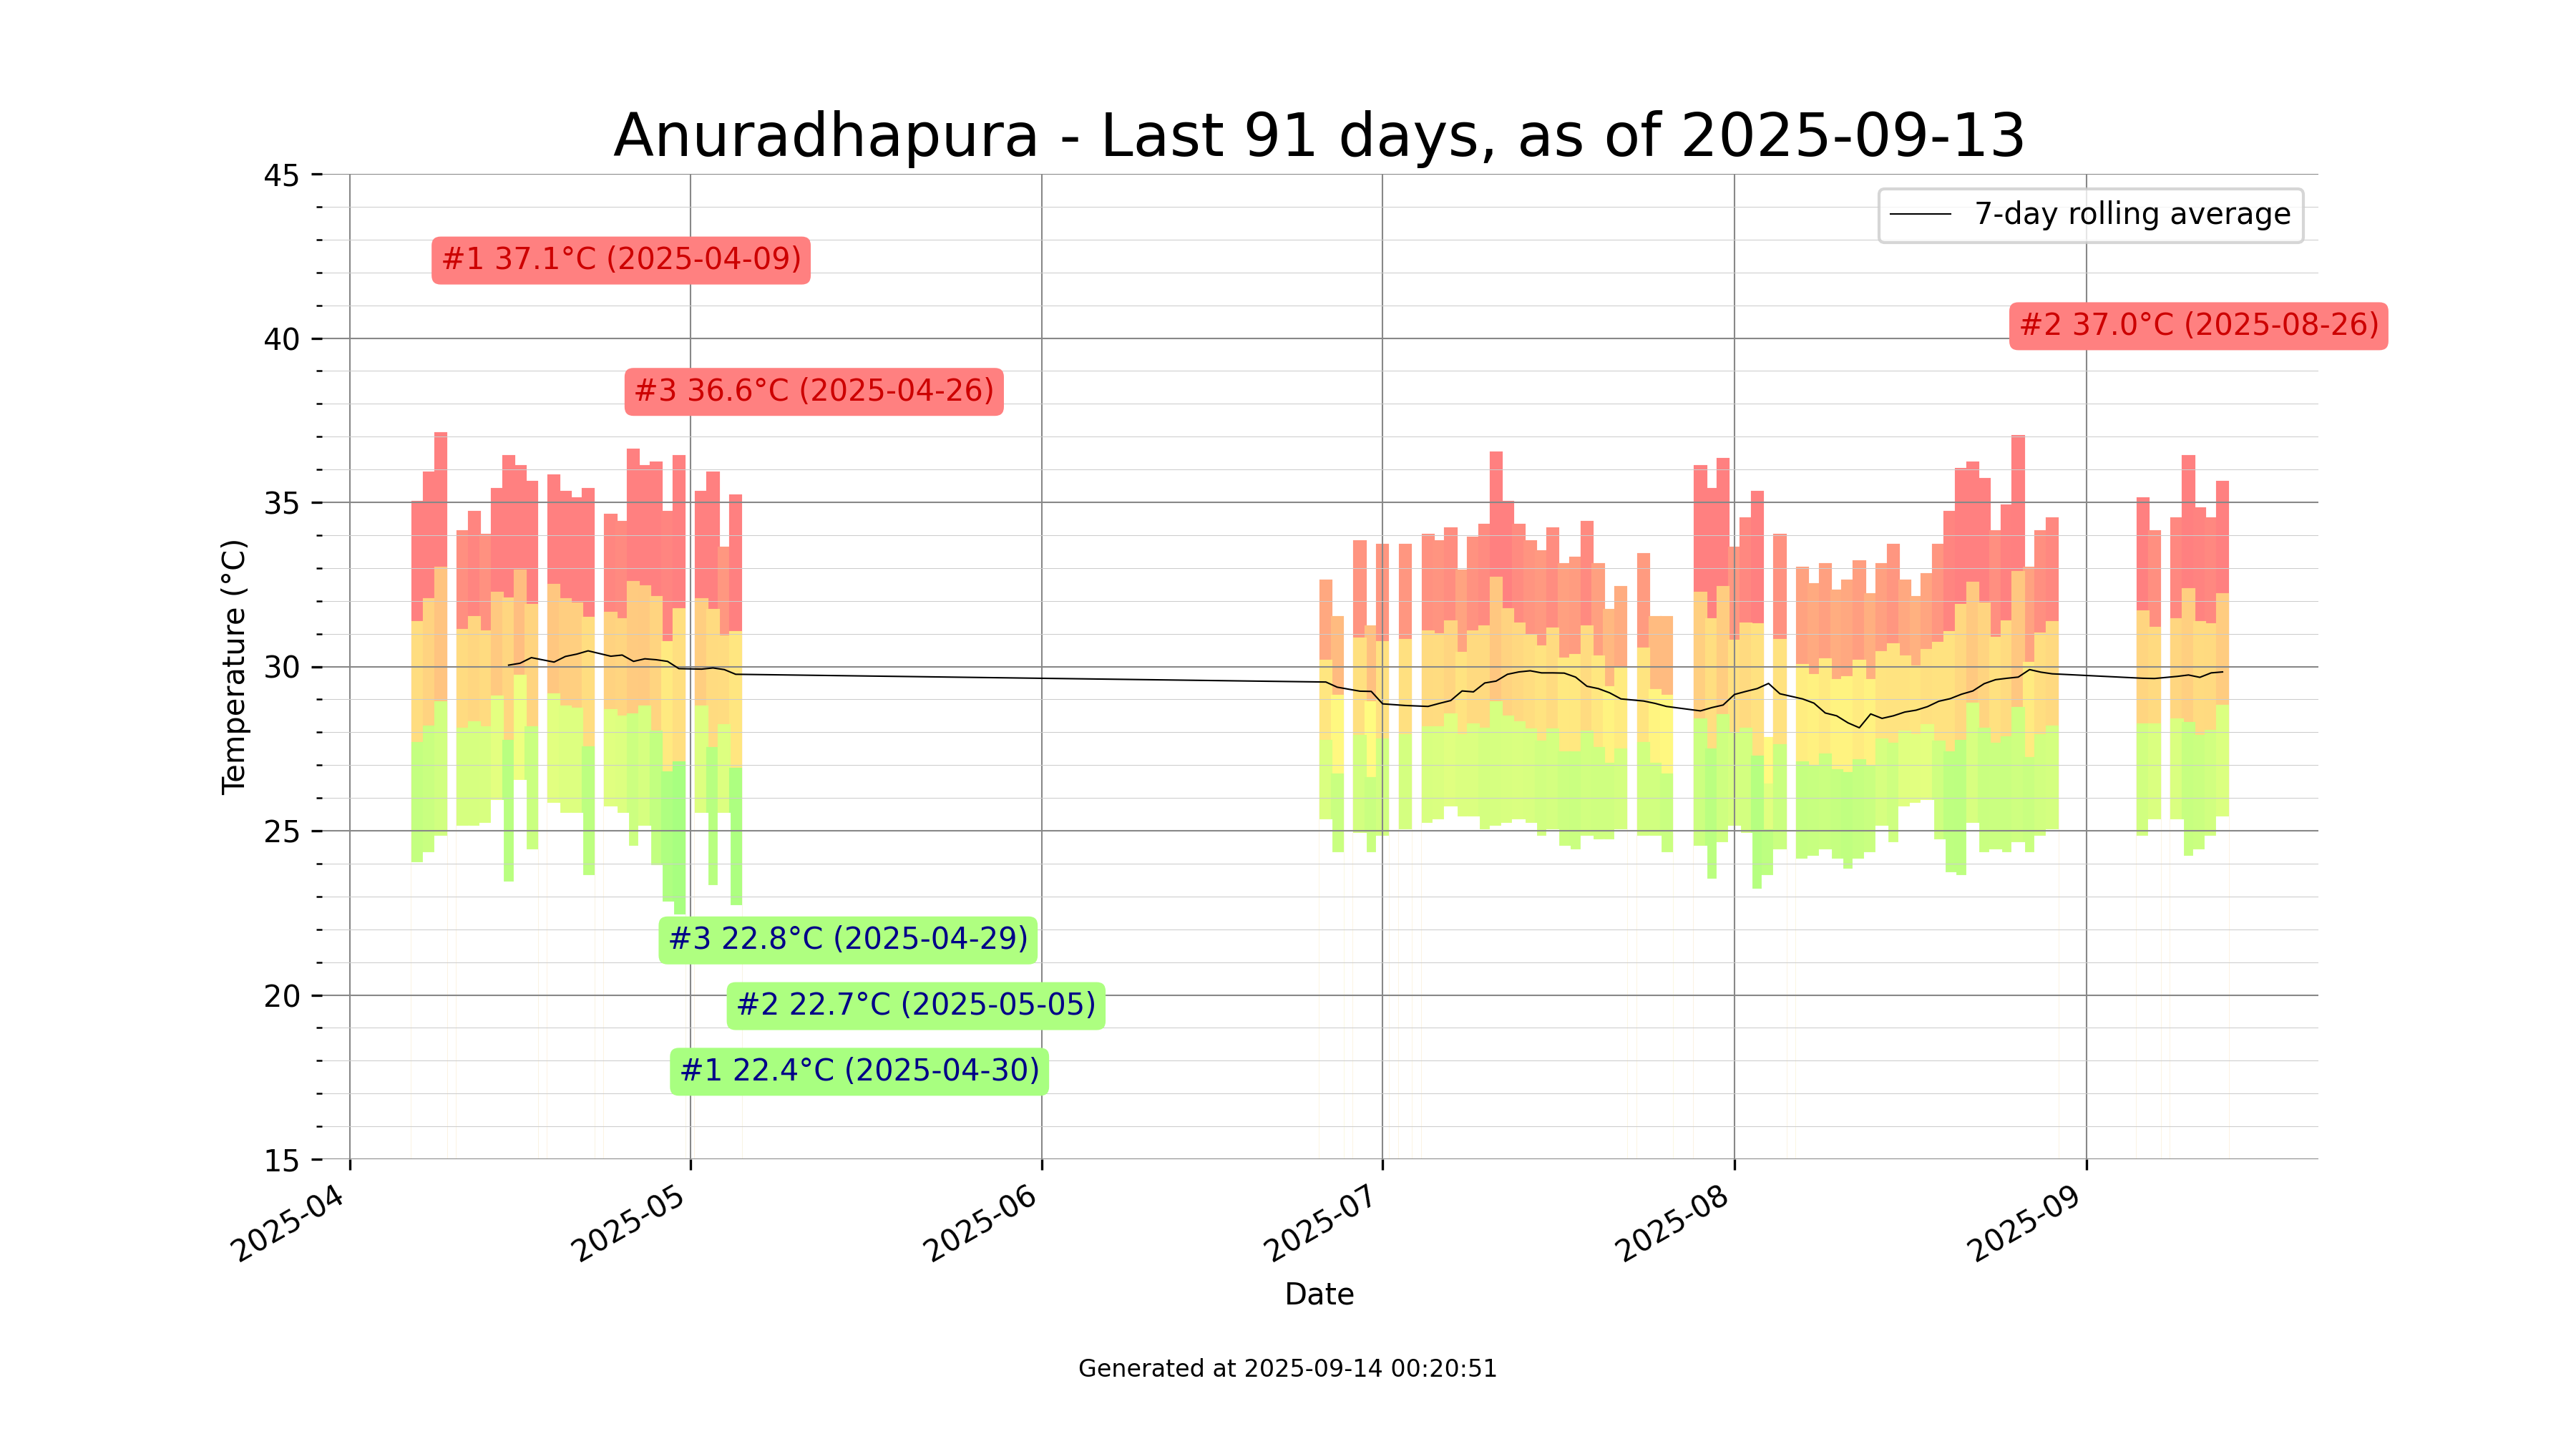 Anuradhapura - Last 91 days, as of 2025-09-13
45
40
35
30
25
20
15
Temperature (°C)
7-day rolling average
#1 37.1°C (2025-04-09)
#2 37.0°C (2025-08-26)
#3 36.6°C (2025-04-26)
#3 22.8°C (2025-04-29)
#2 22.7°C (2025-05-05)
#1 22.4°C (2025-04-30)
2025-04
2025-05
2025-06
2025-07
2025-08
2025-09
Date
Generated at 2025-09-14 00:20:51